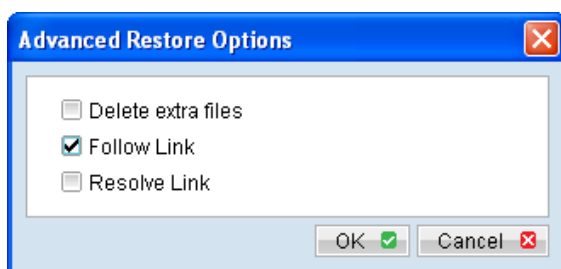 Advanced Restore Options
Delete extra files
Follow Link
Resolve Link
OK Cancel